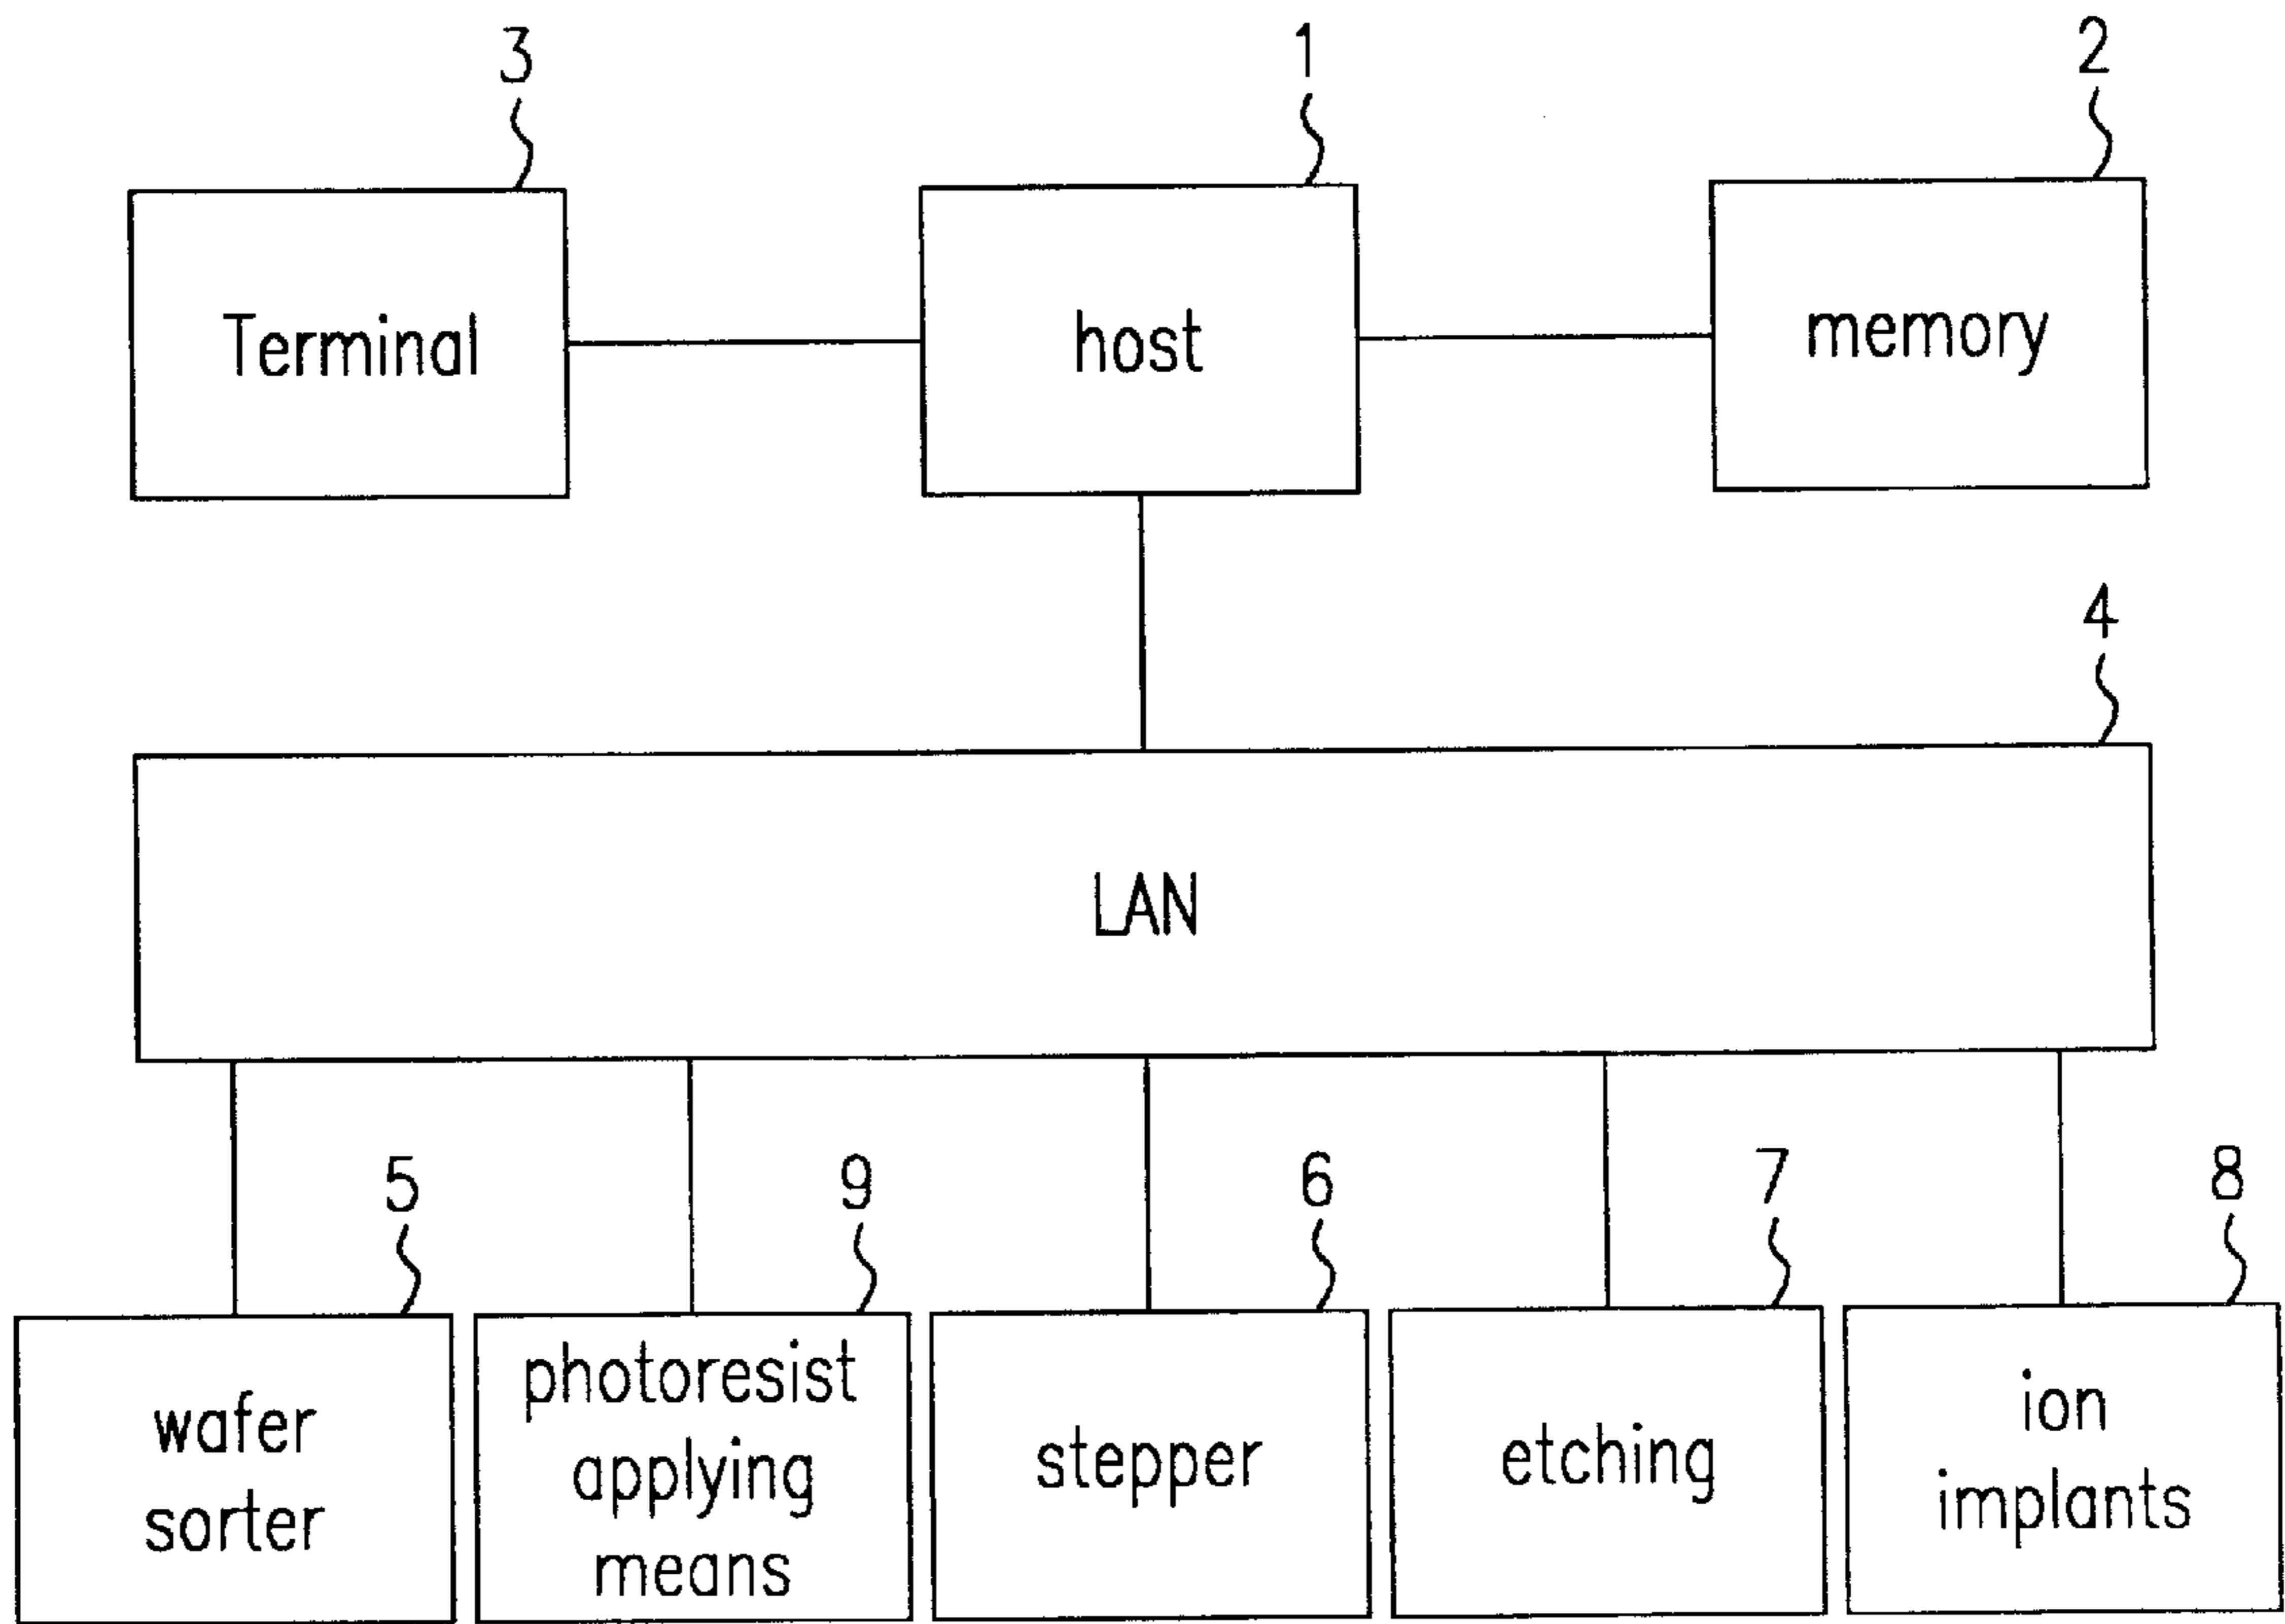 3
1
2
Terminal
host
memory
4
LAN
5
9
6
7
8
wafer
sorter
photoresist
applying
means
stepper
etching
ion
implants